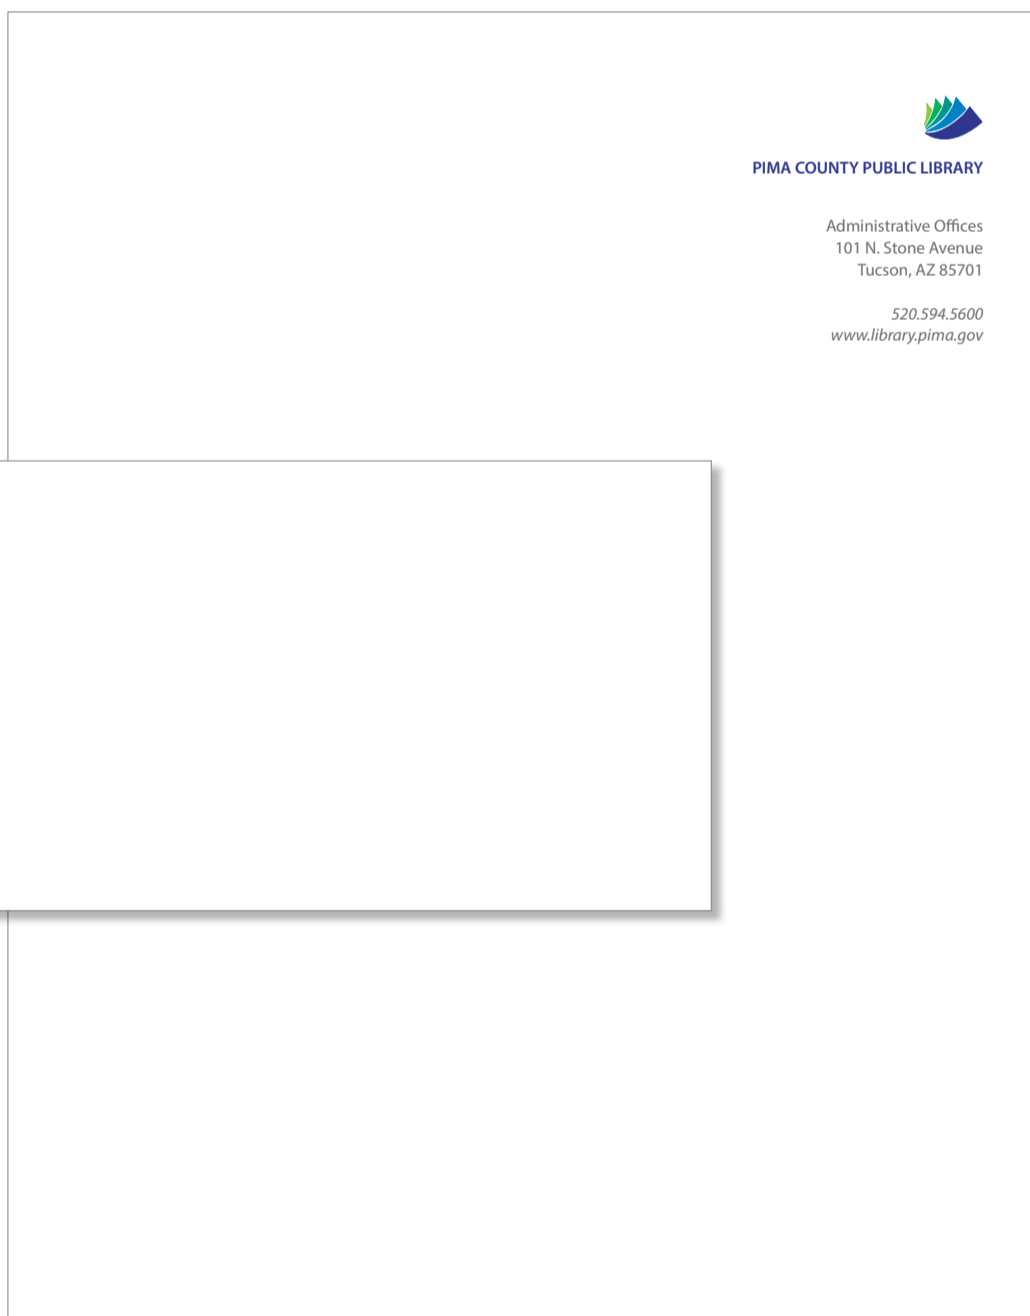 PIMA COUNTY PUBLIC LIBRARY
Administrative Offices
101 N. Stone Avenue
Tucson, AZ 85701
520.594.5600
www.library.pima.gov